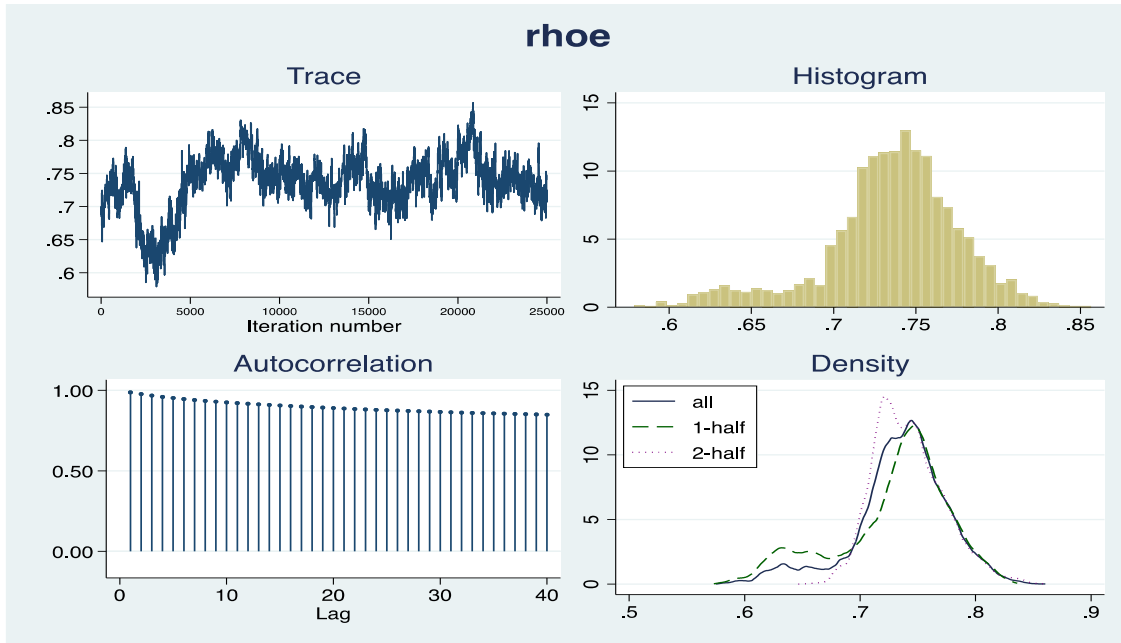 rhoe
Trace
.85
.8
.75
.7
.65
.6
0 5000 10000 15000 20000 25000
Iteration number
Histogram
15
10
5
0
.6 .65 .7 .75 .8 .85
Autocorrelation
1.00
0.50
0.00
0 10 20 30 40
Lag
Density
15
10
5
0
all
1-half
2-half
.5 .6 .7 .8 .9